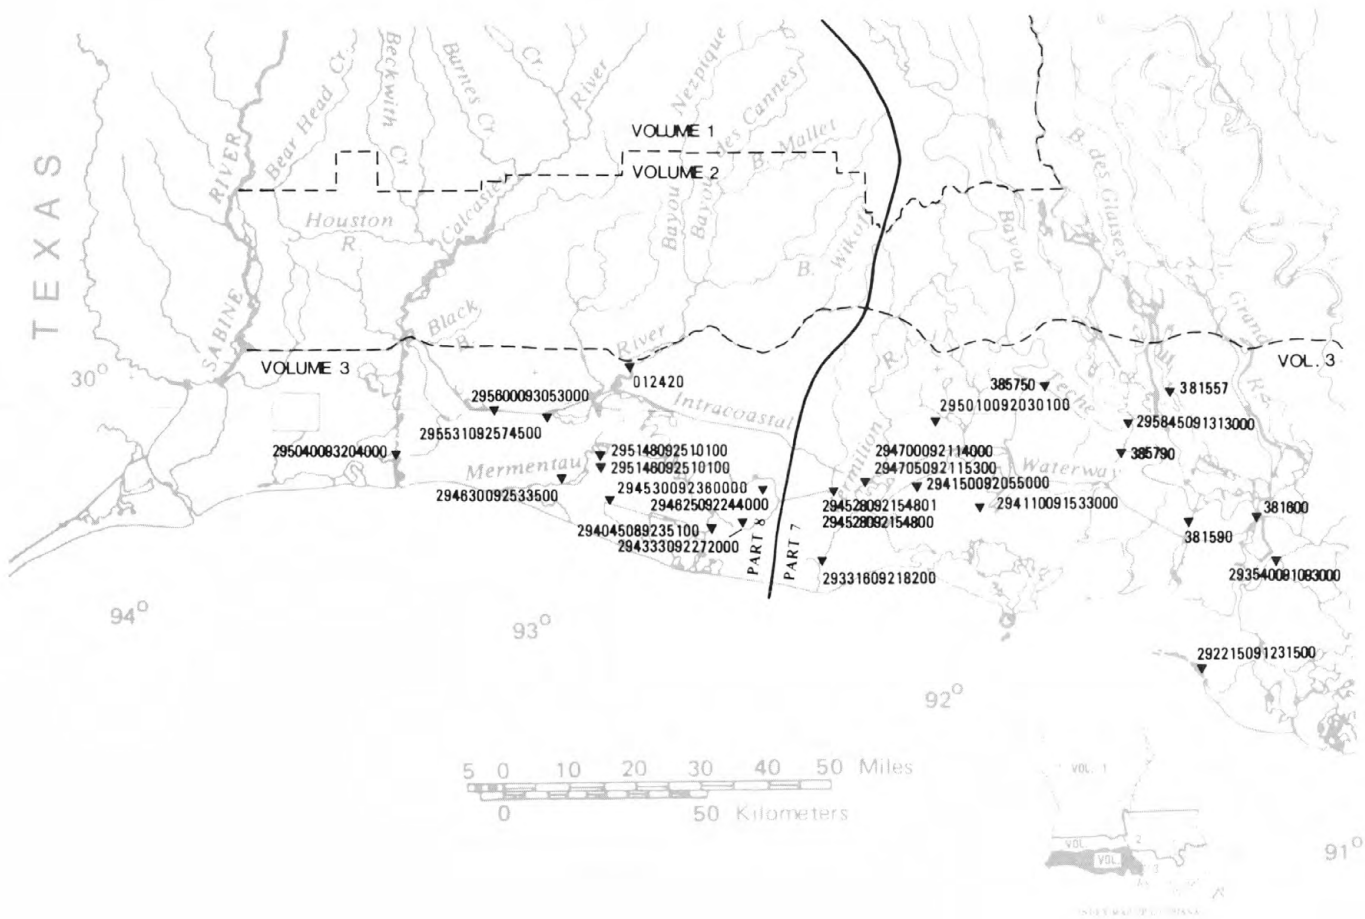 Bear Head Cr.
Beckwith
Cr.
Barnes Cr.
Cr.
River
Nezpique
des Cannes
VOLUME 1
B. Mallet
VOLUME 2
TEXAS
RIVER
SABINE
Houston
R.
Calcasieu
Bayou
Bayou
B. Wikoff
Bayou
B. des Glaises
Grand
R.
Black
B.
River
R.
VOLUME 3
VOL. 3
30°
012420
295600093053000
Intracoastal
385750
Teche
381557
295531092574500
295010092030100
295845091313000
295040093204000
Mermentau
295148092510100
295146092510100
Vermilion
294700092114000
294705092115300
Waterway
385790
294630092533500
294530092360000
294150092055000
294625092244000
294528092154801
294110091533000
294045089235100
294528092154800
381600
294333092272000
PART 8
PART 7
381590
29331609218200
293540091083000
292215091231500
94°
93°
92°
5 0 10 20 30 40 50 Miles
0 50 Kilometers
VOL. 1
VOL. 2
VOL. 3
91°